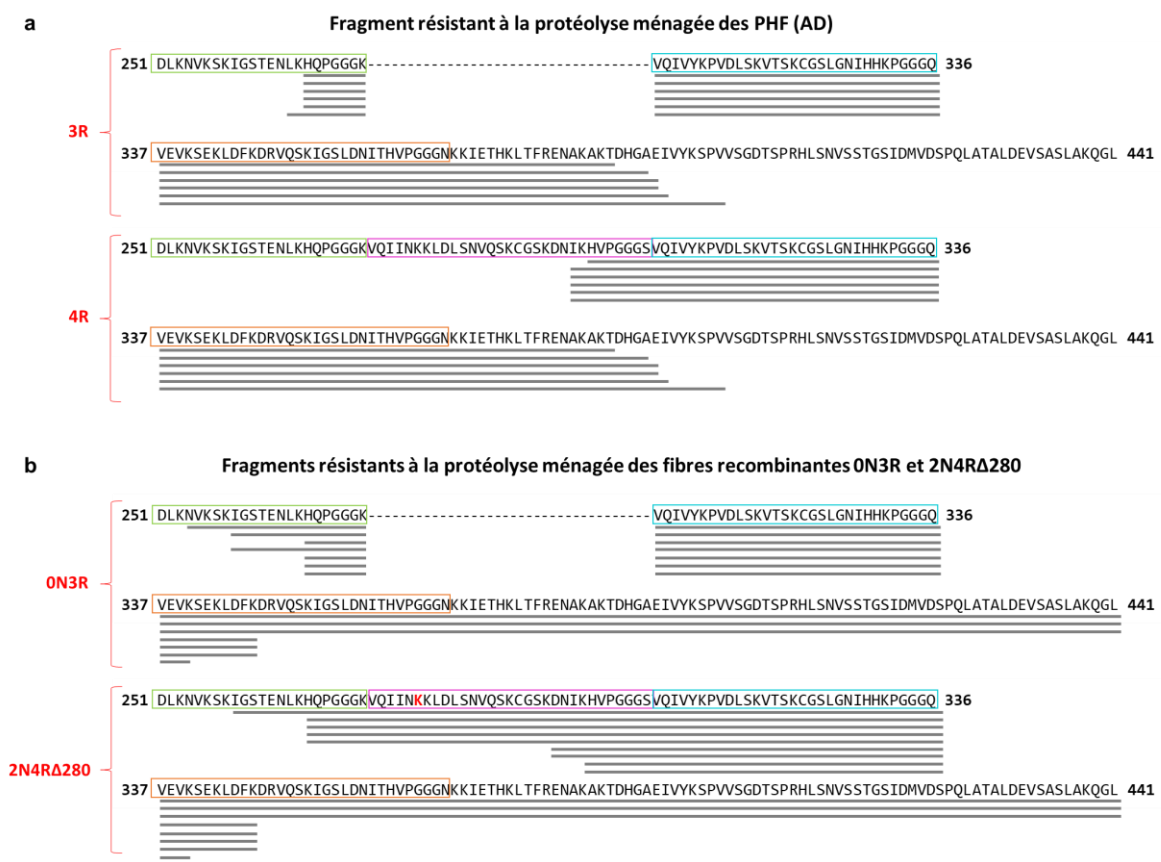 a Fragment résistant à la protéolyse ménagée des PHF (AD)
251 DLKNVKSKIGSTENLKHQPGGGK------------------------------VQIVYKPVDLSKVTSKCGSLGNIHHKPGGGQ 336
3R
337 VEVKSEKLDFKDRVQSKIGSLDNITHVPGGGNKKIETHKLTFRENAKAKTDHGAEIVYKSPVVSGDTSPRHLSNVSSTGSIDMVDSPQLATALDEVSASLAKQGL 441
251 DLKNVKSKIGSTENLKHQPGGGKVQIINKKLDLSNVQSKCGSKDNIKHVPGGGSVQIVYKPVDLSKVTSKCGSLGNIHHKPGGGQ 336
4R
337 VEVKSEKLDFKDRVQSKIGSLDNITHVPGGGNKKIETHKLTFRENAKAKTDHGAEIVYKSPVVSGDTSPRHLSNVSSTGSIDMVDSPQLATALDEVSASLAKQGL 441
b Fragments résistants à la protéolyse ménagée des fibres recombinantes 0N3R et 2N4RΔ280
251 DLKNVKSKIGSTENLKHQPGGGK------------------------------VQIVYKPVDLSKVTSKCGSLGNIHHKPGGGQ 336
0N3R
337 VEVKSEKLDFKDRVQSKIGSLDNITHVPGGGNKKIETHKLTFRENAKAKTDHGAEIVYKSPVVSGDTSPRHLSNVSSTGSIDMVDSPQLATALDEVSASLAKQGL 441
251 DLKNVKSKIGSTENLKHQPGGGKVQIINKKLDLSNVQSKCGSKDNIKHVPGGGSVQIVYKPVDLSKVTSKCGSLGNIHHKPGGGQ 336
2N4RΔ280
337 VEVKSEKLDFKDRVQSKIGSLDNITHVPGGGNKKIETHKLTFRENAKAKTDHGAEIVYKSPVVSGDTSPRHLSNVSSTGSIDMVDSPQLATALDEVSASLAKQGL 441